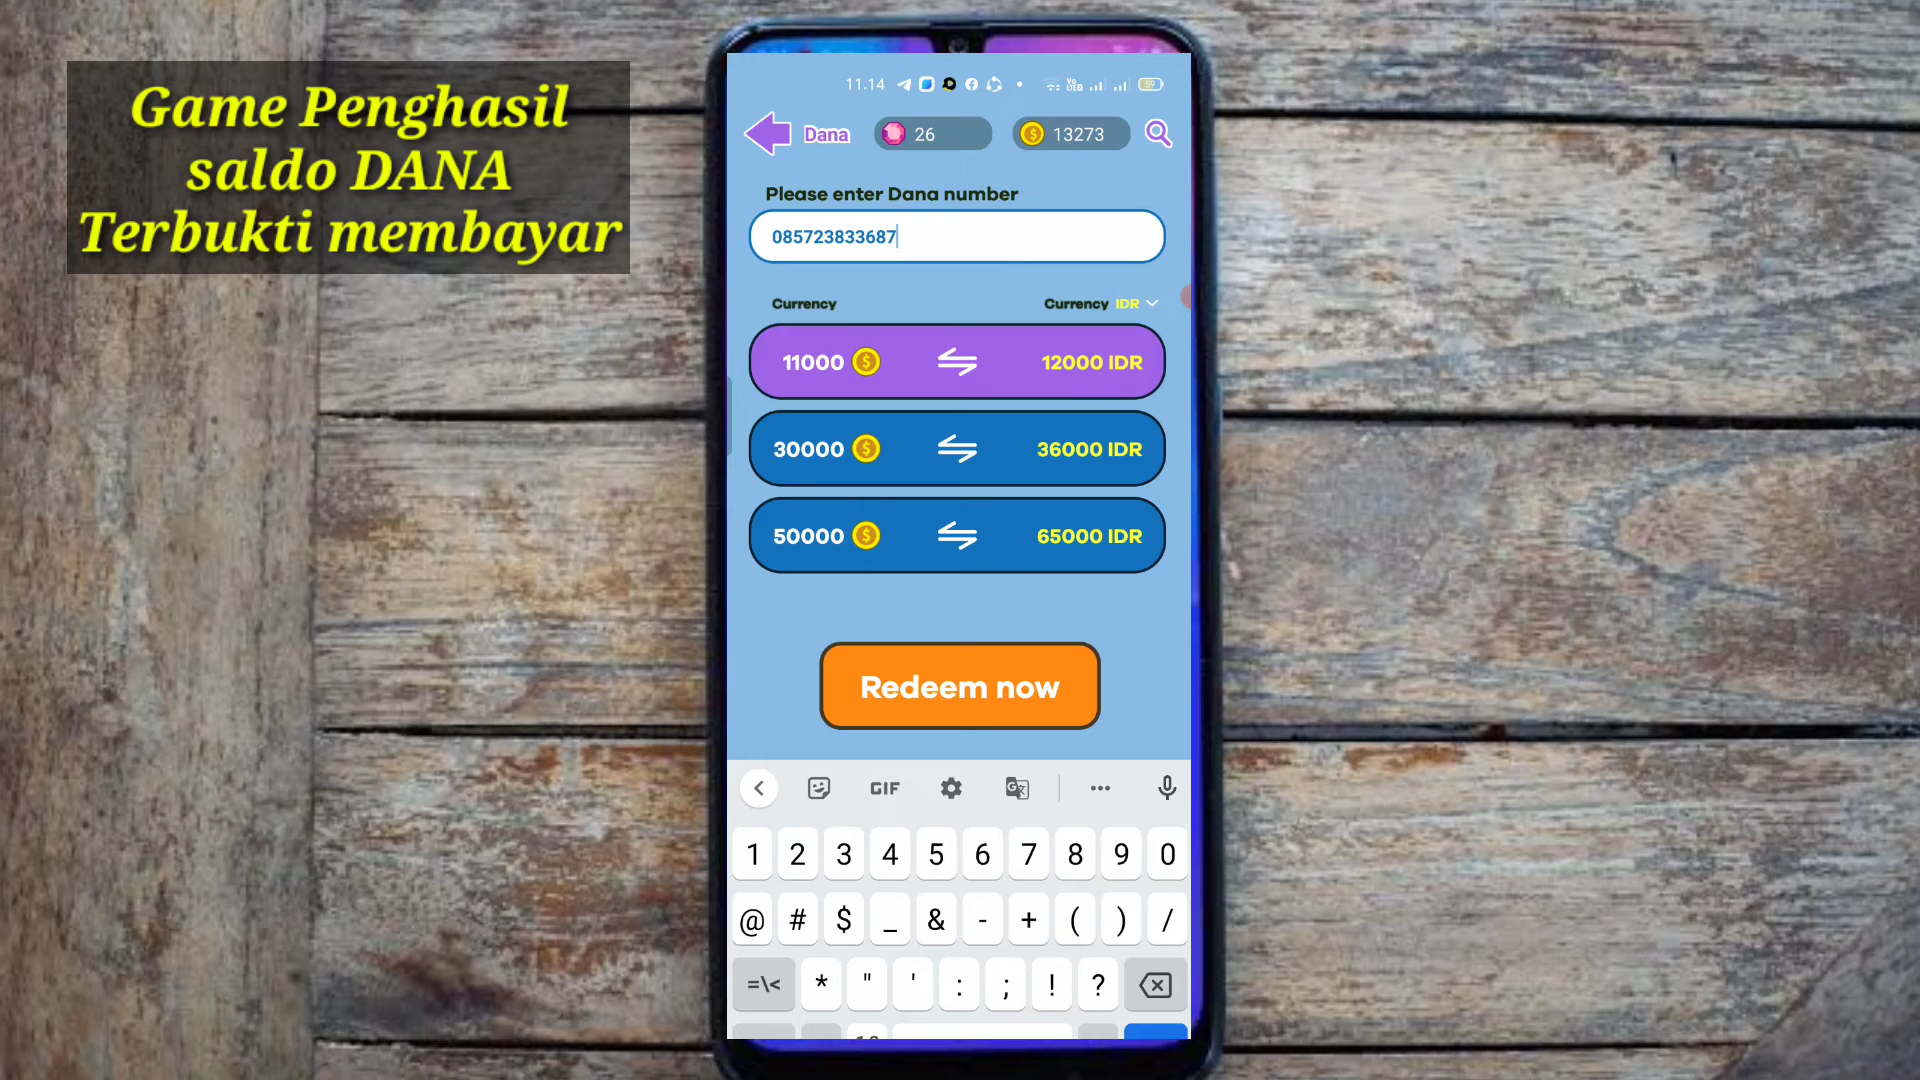 Game Penghasil
saldo DANA
Terbukti membayar
11.14
59
Dana
26
13273
Please enter Dana number
085723833687
Currency
Currency IDR
11000 $
12000 IDR
30000 $
36000 IDR
50000 $
65000 IDR
Redeem now
GIF
1 2 3 4 5 6 7 8 9 0
@ # $ _ & - + ( ) /
=\< * " ' : ; ! ?